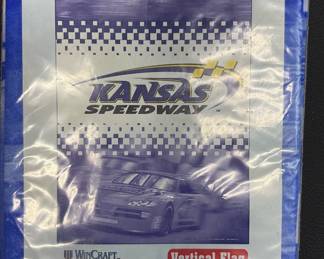 KANSAS
SPEEDWAY
WINCRAFT
Vertical Flag